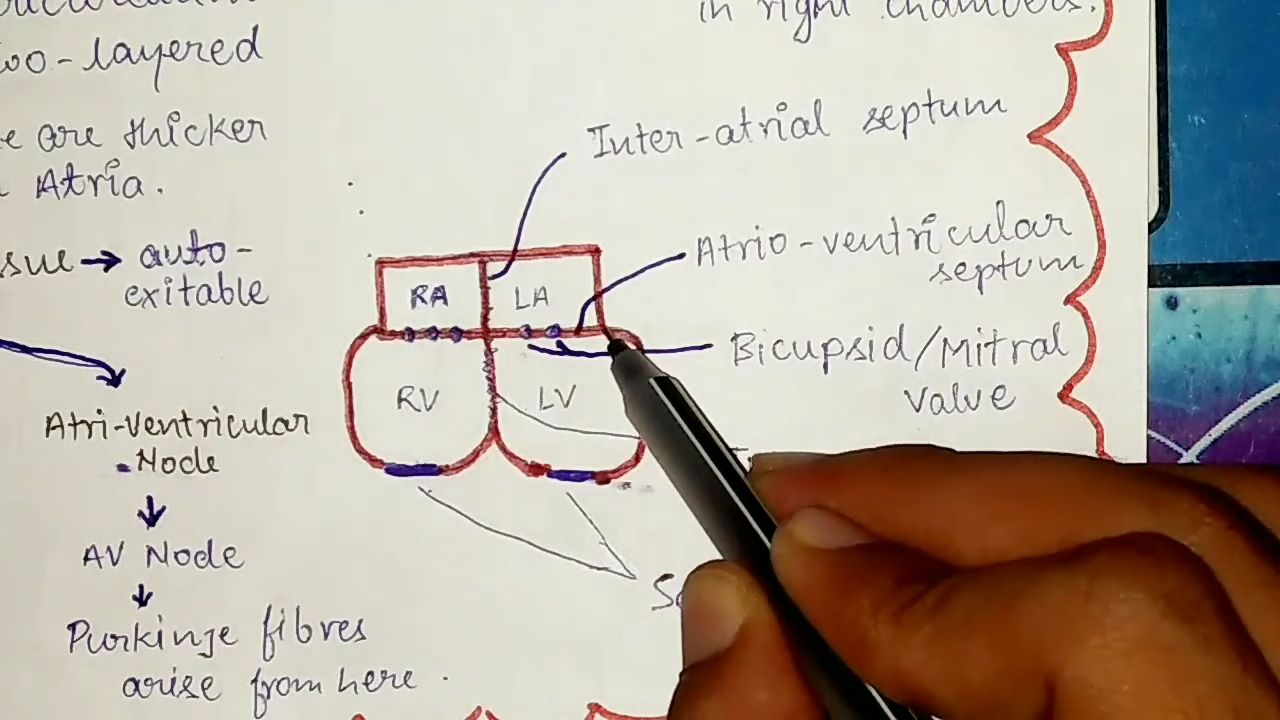 in right chambers.
two-layered
are thicker
Atria.
Inter-atrial septum
Atrio-ventricular
septum
auto-
exitable
RA
LA
Bicupsid/Mitral
Valve
RV
LV
Atri-Ventricular
Node
AV Node
Purkinje fibres
arise from here.